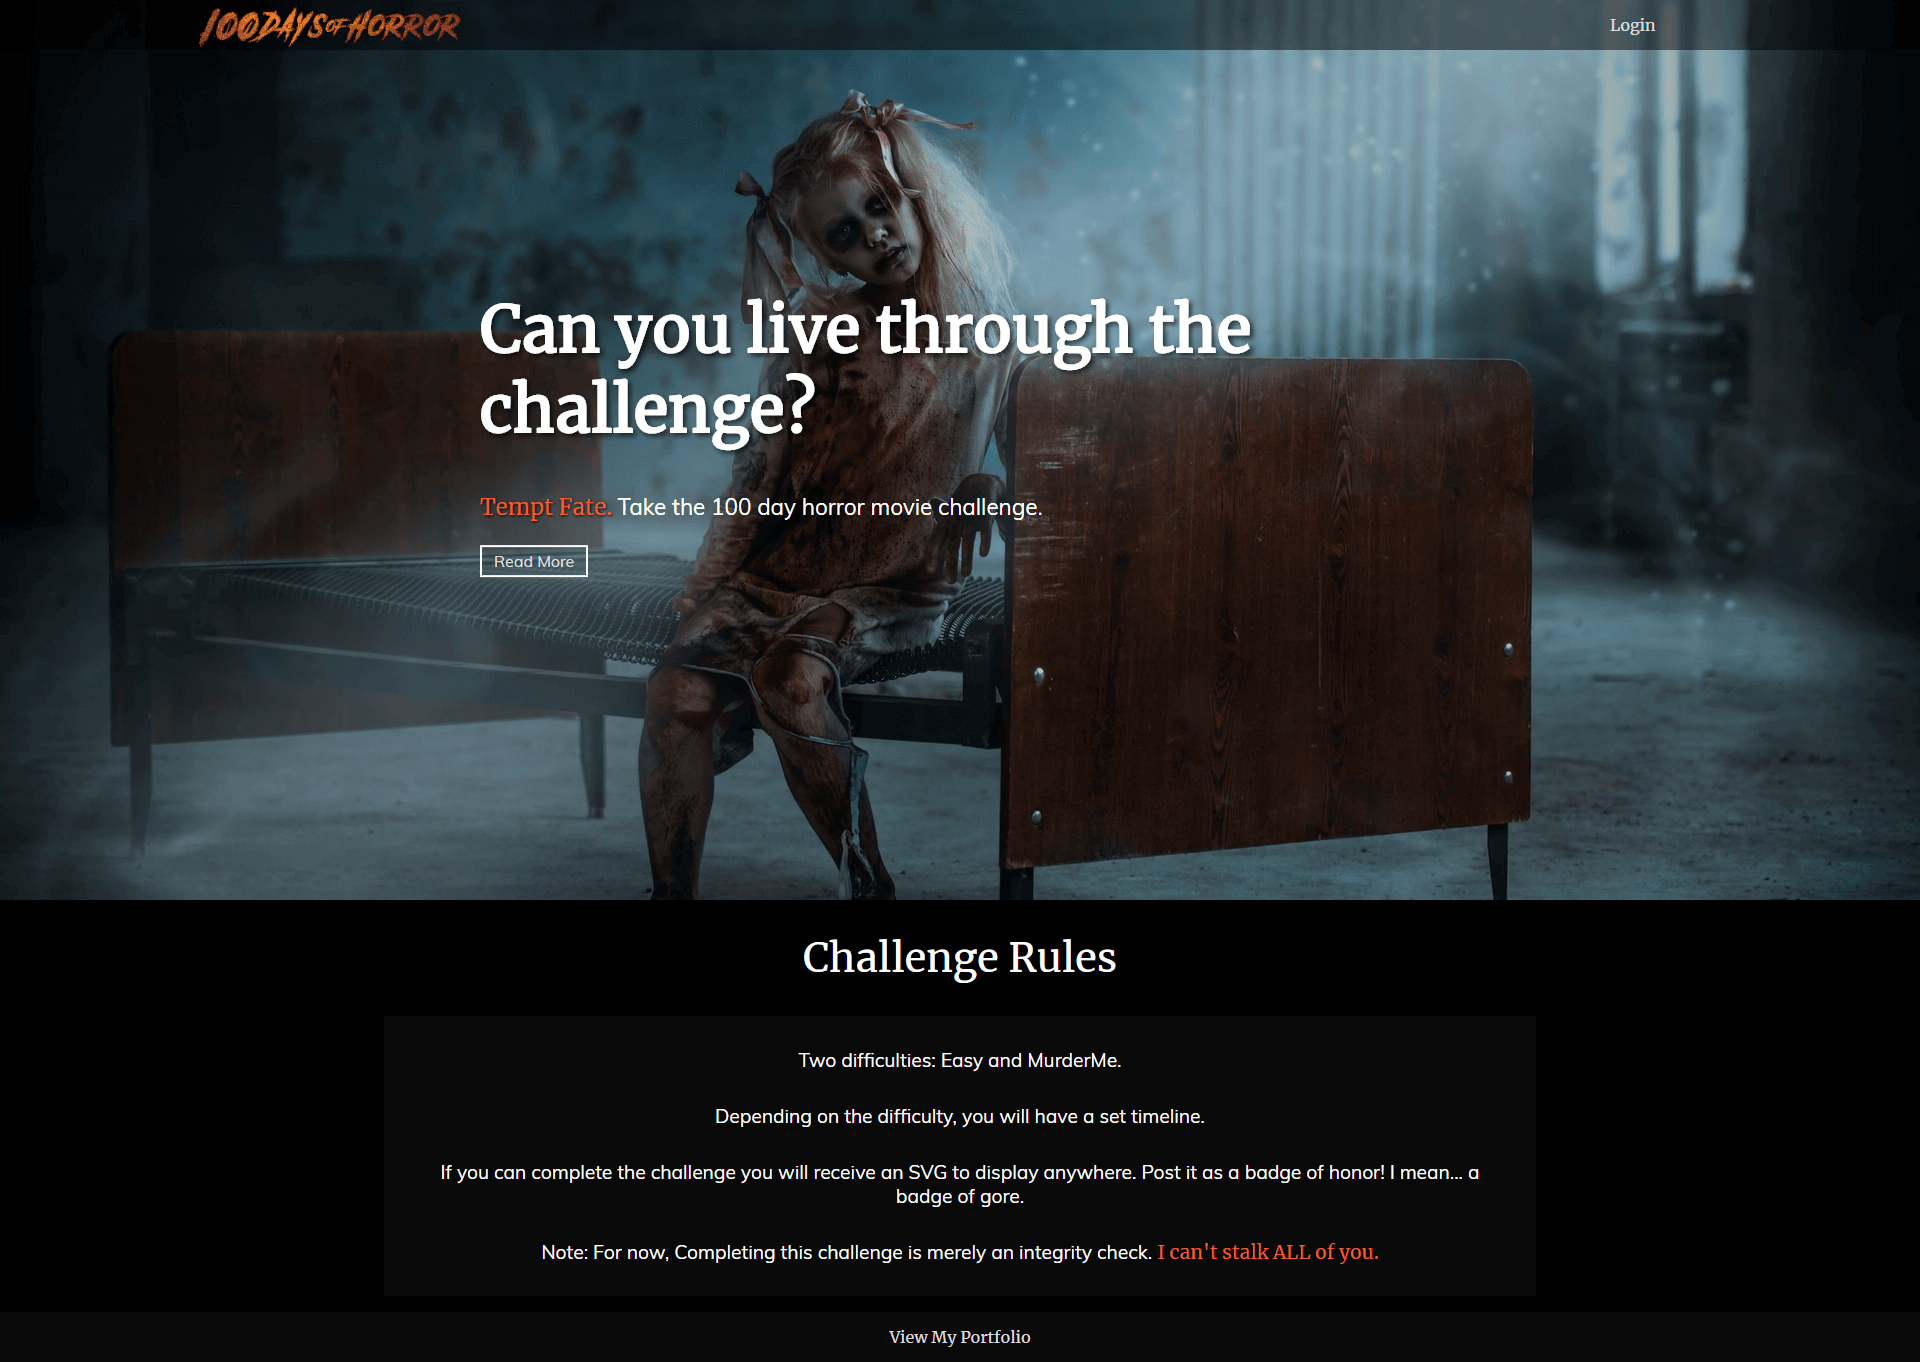 100DAYSOFHORROR
Login
Can you live through the
challenge?
Tempt Fate. Take the 100 day horror movie challenge.
Read More
Challenge Rules
Two difficulties: Easy and MurderMe.
Depending on the difficulty, you will have a set timeline.
If you can complete the challenge you will receive an SVG to display anywhere. Post it as a badge of honor! I mean... a
badge of gore.
Note: For now, Completing this challenge is merely an integrity check. I can't stalk ALL of you.
View My Portfolio